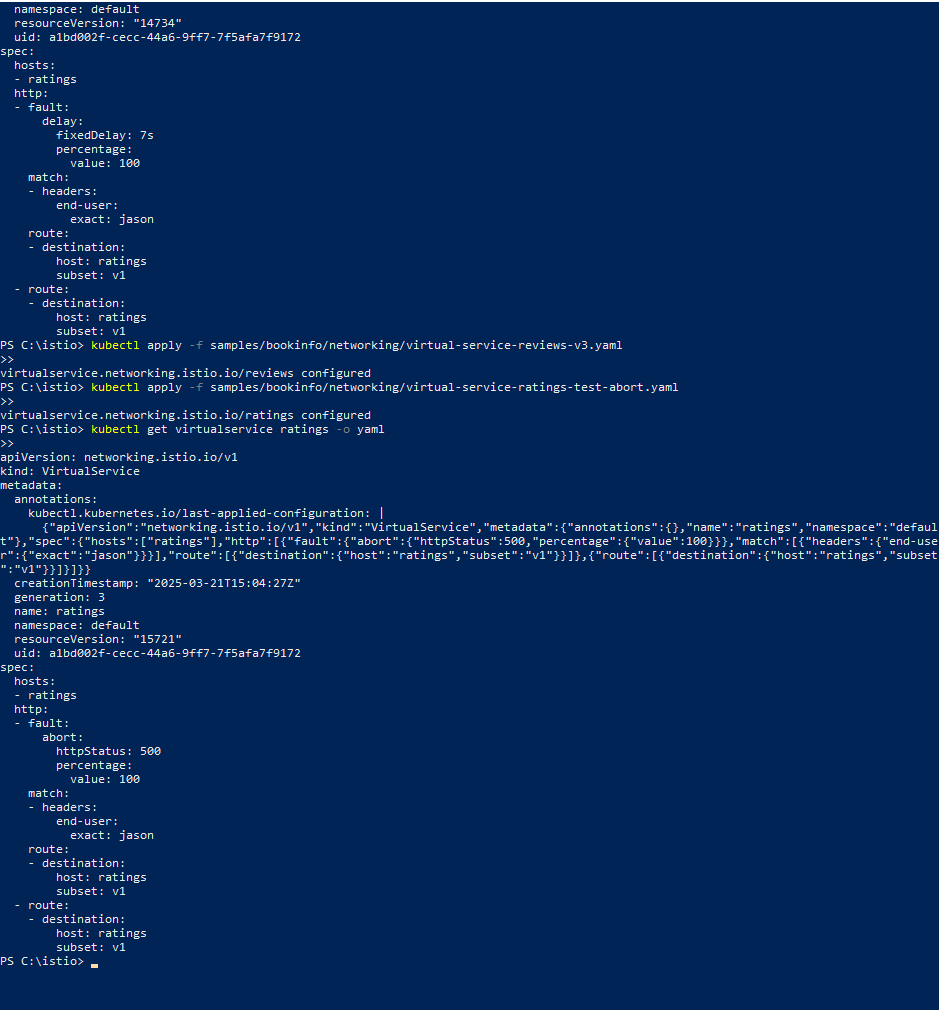 namespace: default
  resourceVersion: "14734"
  uid: a1bd002f-cecc-44a6-9ff7-7f5afa7f9172
spec:
  hosts:
  - ratings
  http:
  - fault:
      delay:
        fixedDelay: 7s
        percentage:
          value: 100
    match:
    - headers:
        end-user:
          exact: jason
    route:
    - destination:
        host: ratings
        subset: v1
  - route:
    - destination:
        host: ratings
        subset: v1
PS C:\istio> kubectl apply -f samples/bookinfo/networking/virtual-service-reviews-v3.yaml
>>
virtualservice.networking.istio.io/reviews configured
PS C:\istio> kubectl apply -f samples/bookinfo/networking/virtual-service-ratings-test-abort.yaml
>>
virtualservice.networking.istio.io/ratings configured
PS C:\istio> kubectl get virtualservice ratings -o yaml
>>
apiVersion: networking.istio.io/v1
kind: VirtualService
metadata:
  annotations:
    kubectl.kubernetes.io/last-applied-configuration: |
      {"apiVersion":"networking.istio.io/v1","kind":"VirtualService","metadata":{"annotations":{},"name":"ratings","namespace":"defaul
t"},"spec":{"hosts":["ratings"],"http":[{"fault":{"abort":{"httpStatus":500,"percentage":{"value":100}}},"match":[{"headers":{"end-use
r":{"exact":"jason"}}}],"route":[{"destination":{"host":"ratings","subset":"v1"}}]},{"route":[{"destination":{"host":"ratings","subset
":"v1"}}]}]}}
  creationTimestamp: "2025-03-21T15:04:27Z"
  generation: 3
  name: ratings
  namespace: default
  resourceVersion: "15721"
  uid: a1bd002f-cecc-44a6-9ff7-7f5afa7f9172
spec:
  hosts:
  - ratings
  http:
  - fault:
      abort:
        httpStatus: 500
        percentage:
          value: 100
    match:
    - headers:
        end-user:
          exact: jason
    route:
    - destination:
        host: ratings
        subset: v1
  - route:
    - destination:
        host: ratings
        subset: v1
PS C:\istio>